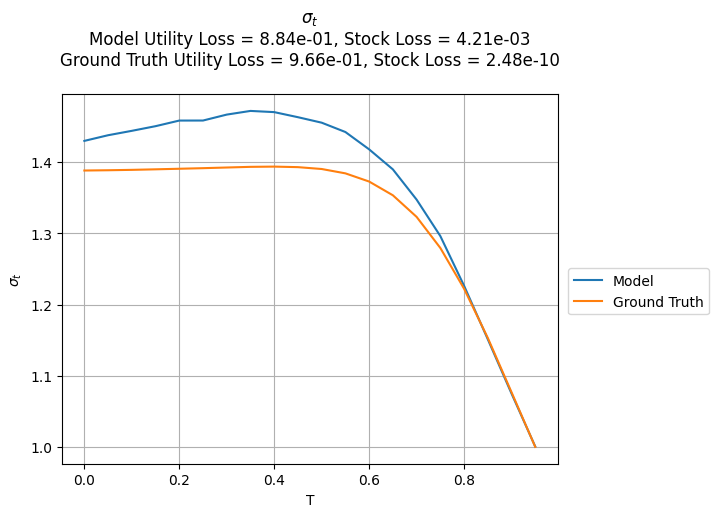 σt
Model Utility Loss = 8.84e-01, Stock Loss = 4.21e-03
Ground Truth Utility Loss = 9.66e-01, Stock Loss = 2.48e-10
1.4
1.3
1.2
1.1
1.0
σt
0.0 0.2 0.4 0.6 0.8
T
Model
Ground Truth